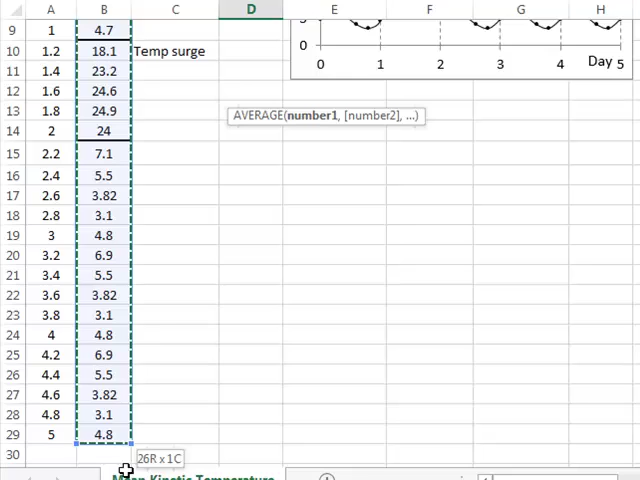 A B C D E F G H
9 1 4.7 0
10 1.2 18.1 Temp surge
11 1.4 23.2 0 1 2 3 4 Day 5
12 1.6 24.6
13 1.8 24.9 AVERAGE(number1, [number2], ...)
14 2 24
15 2.2 7.1
16 2.4 5.5
17 2.6 3.82
18 2.8 3.1
19 3 4.8
20 3.2 6.9
21 3.4 5.5
22 3.6 3.82
23 3.8 3.1
24 4 4.8
25 4.2 6.9
26 4.4 5.5
27 4.6 3.82
28 4.8 3.1
29 5 4.8
30 26R x 1C
Mean Kinetic Temperature